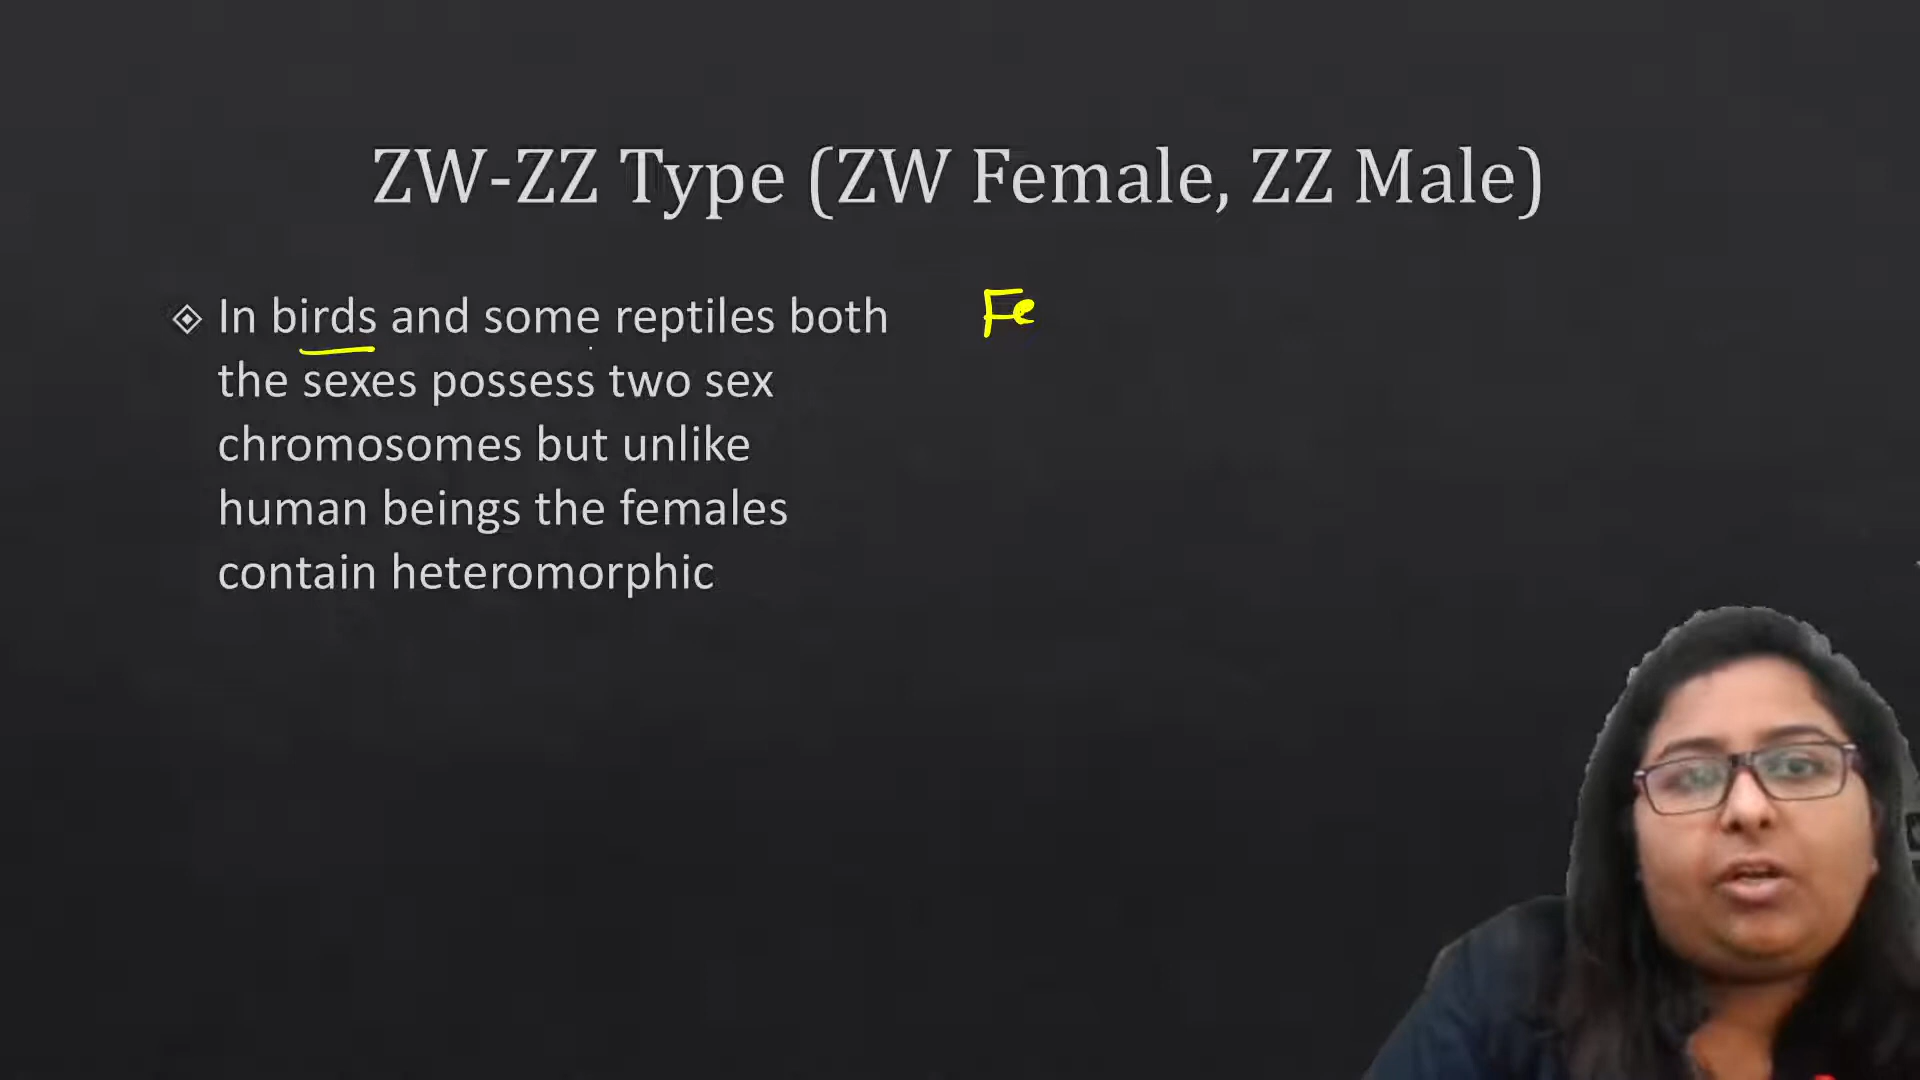 ZW-ZZ Type (ZW Female, ZZ Male)
In birds and some reptiles both
the sexes possess two sex
chromosomes but unlike
human beings the females
contain heteromorphic
Fe